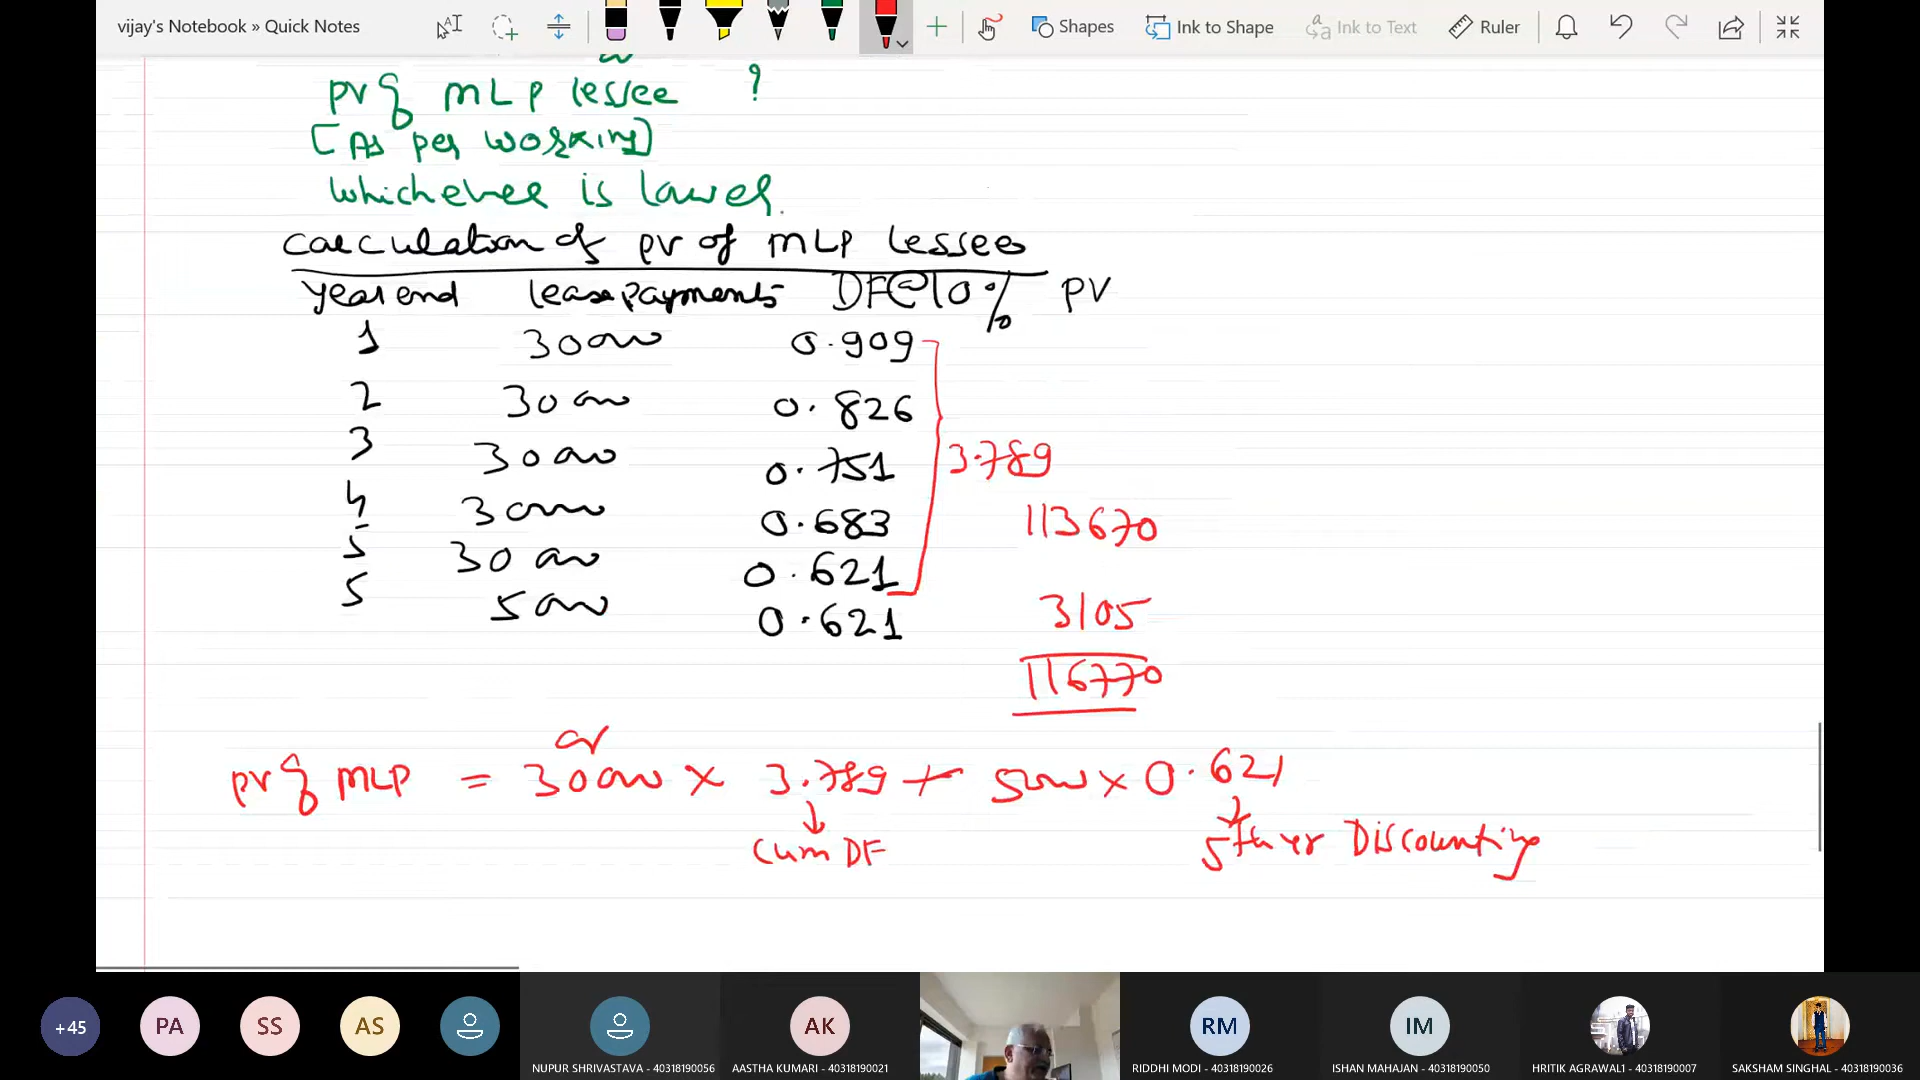 vijay's Notebook » Quick Notes
Shapes Ink to Shape Ink to Text Ruler
pv of MLP lessee ?
[As per working]
whichever is lower
calculation of pv of MLP Lessee
Year end lease payments DF@10% PV
1 30000 0.909
2 30000 0.826
3 30000 0.751
3.789
4 30000 0.683
113670
5 30000 0.621
5 5000 0.621
3105
116770
or
pv of MLP = 30000 × 3.789 + 5000 × 0.621
Cum DF
5th yr Discounting
+45 PA SS AS AK RM IM
NUPUR SHRIVASTAVA - 40318190056 AASTHA KUMARI - 40318190021 RIDDHI MODI - 40318190026 ISHAN MAHAJAN - 40318190050 HRITIK AGRAWAL1 - 40318190007 SAKSHAM SINGHAL - 40318190036